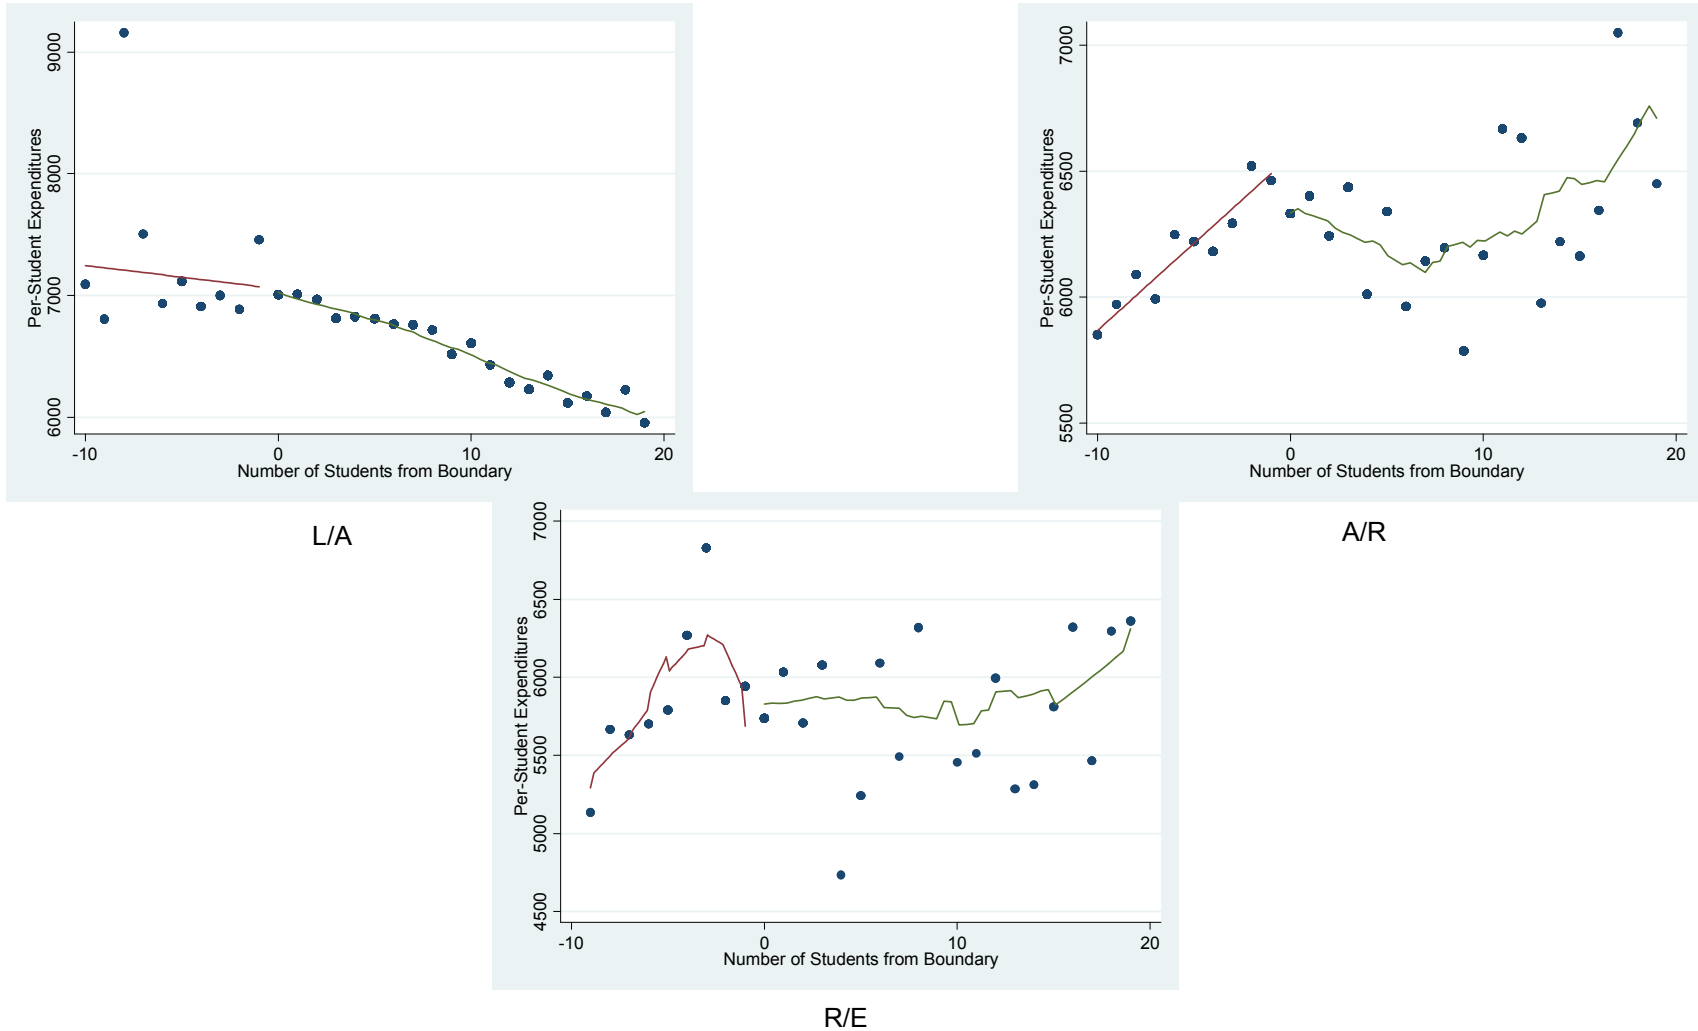 Per-Student Expenditures
9000
8000
7000
6000
-10 0 10 20
Number of Students from Boundary
L/A
Per-Student Expenditures
7000
6500
6000
5500
-10 0 10 20
Number of Students from Boundary
A/R
Per-Student Expenditures
7000
6500
6000
5500
5000
4500
-10 0 10 20
Number of Students from Boundary
R/E